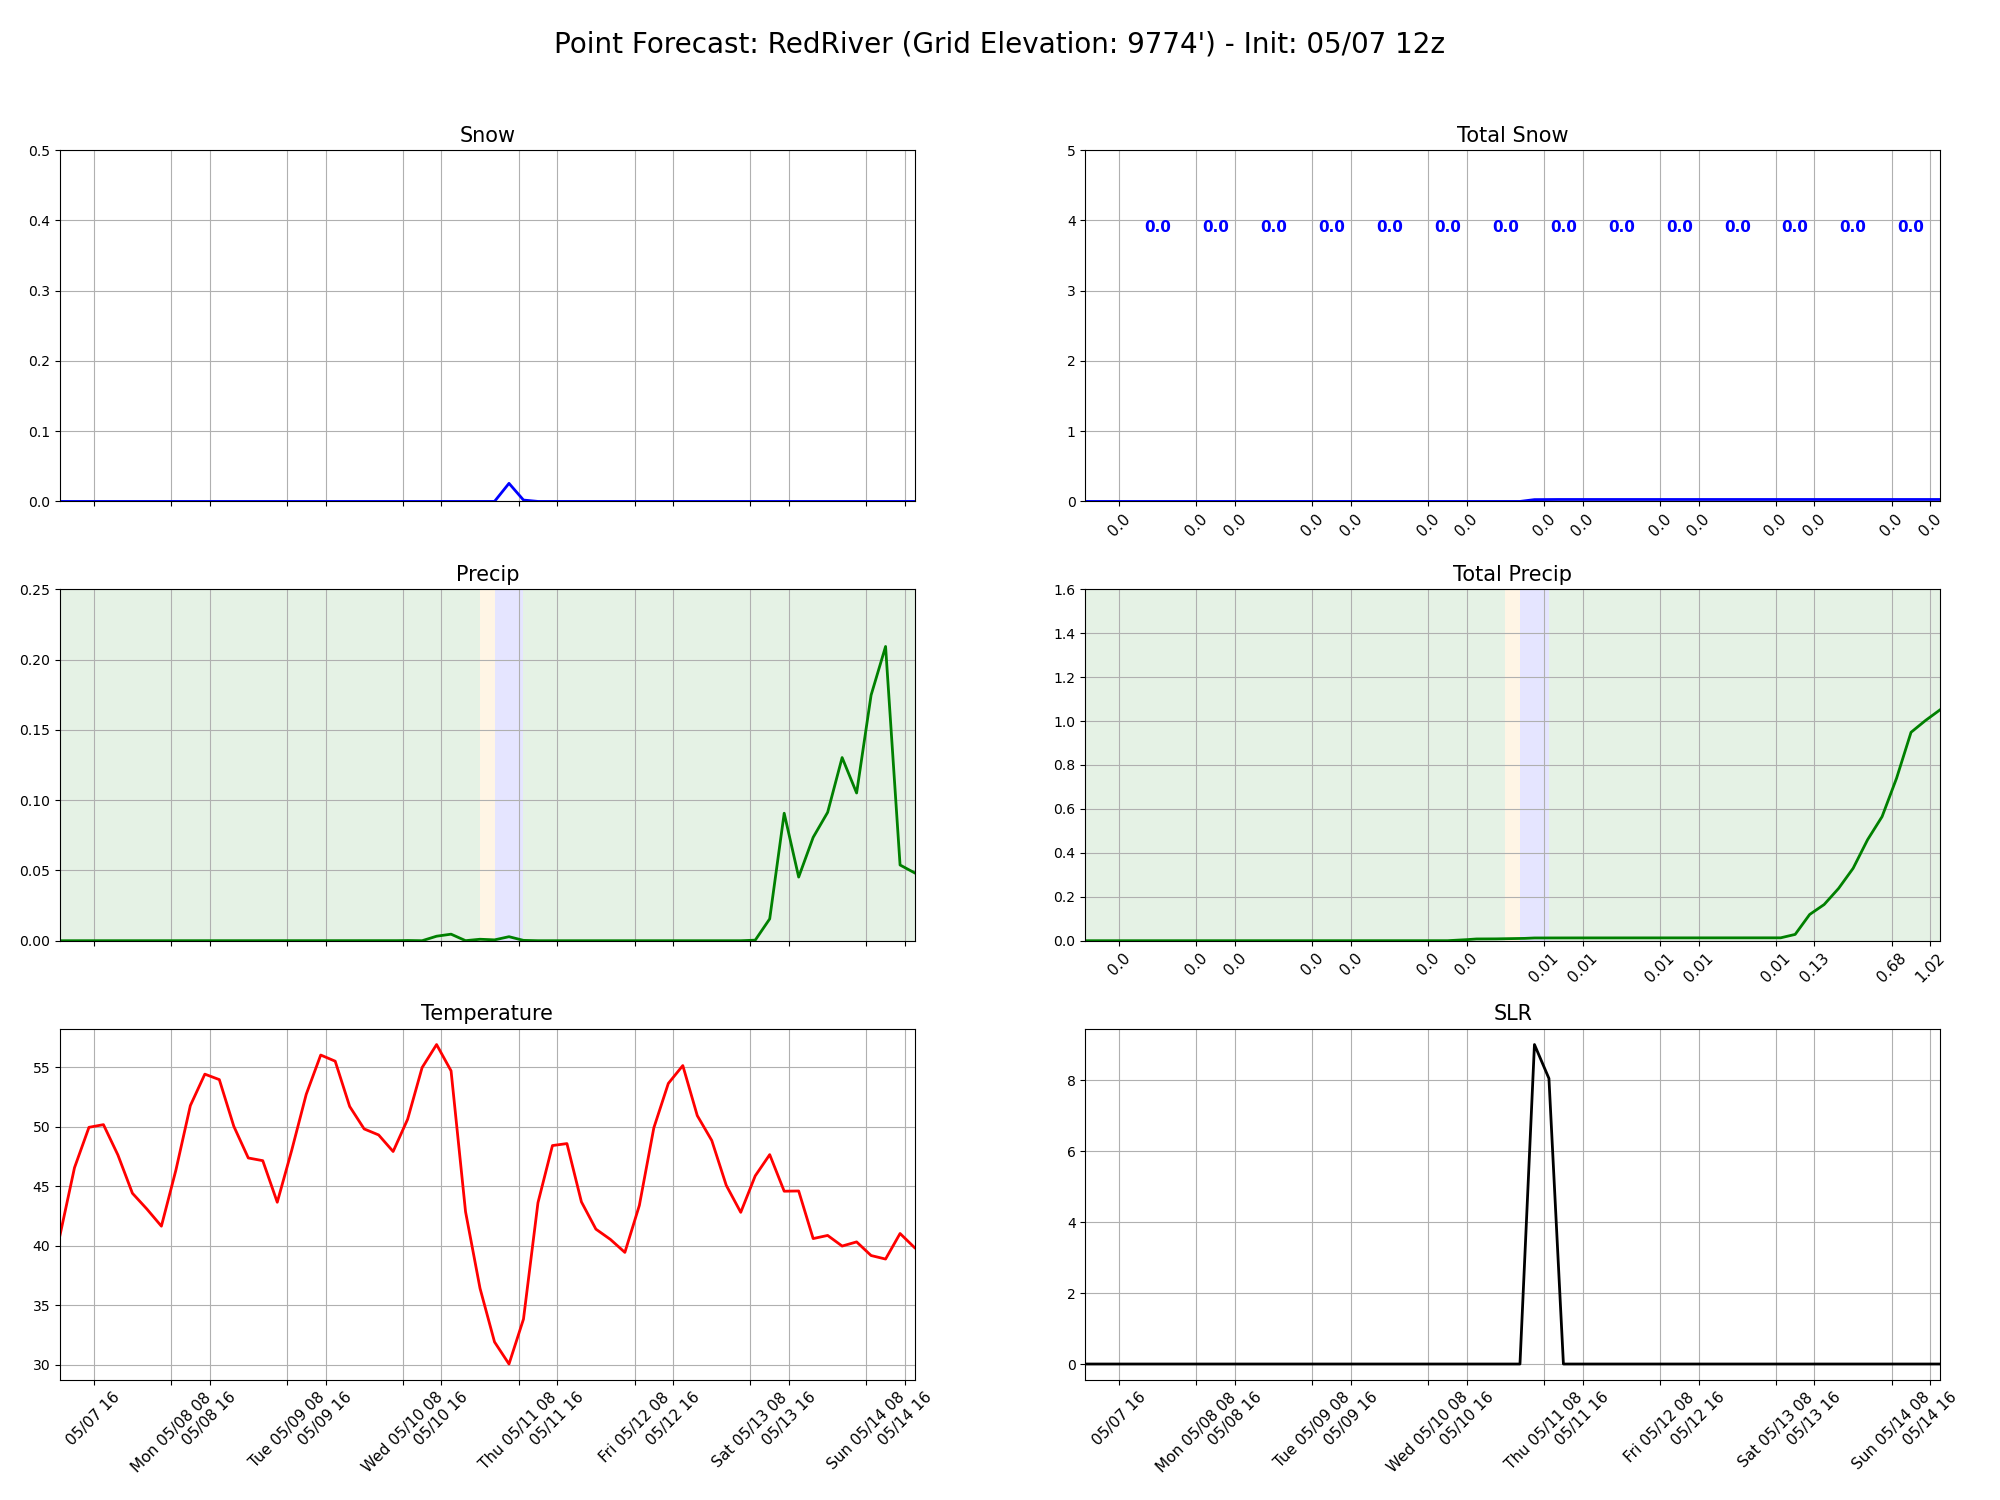 Point Forecast: RedRiver (Grid Elevation: 9774') - Init: 05/07 12z
Snow
0.5
0.4
0.3
0.2
0.1
0.0
Total Snow
5
4
3
2
1
0
0.0 0.0 0.0 0.0 0.0 0.0 0.0 0.0 0.0 0.0 0.0 0.0 0.0 0.0
0.0 0.0 0.0 0.0 0.0 0.0 0.0 0.0 0.0 0.0 0.0 0.0 0.0 0.0 0.0
Precip
0.25
0.20
0.15
0.10
0.05
0.00
Total Precip
1.6
1.4
1.2
1.0
0.8
0.6
0.4
0.2
0.0
0.0 0.0 0.0 0.0 0.0 0.0 0.0 0.01 0.01 0.01 0.01 0.01 0.13 0.68 1.02
Temperature
55
50
45
40
35
30
05/07 16
Mon 05/08 08
05/08 16
Tue 05/09 08
05/09 16
Wed 05/10 08
05/10 16
Thu 05/11 08
05/11 16
Fri 05/12 08
05/12 16
Sat 05/13 08
05/13 16
Sun 05/14 08
05/14 16
SLR
8
6
4
2
0
05/07 16
Mon 05/08 08
05/08 16
Tue 05/09 08
05/09 16
Wed 05/10 08
05/10 16
Thu 05/11 08
05/11 16
Fri 05/12 08
05/12 16
Sat 05/13 08
05/13 16
Sun 05/14 08
05/14 16